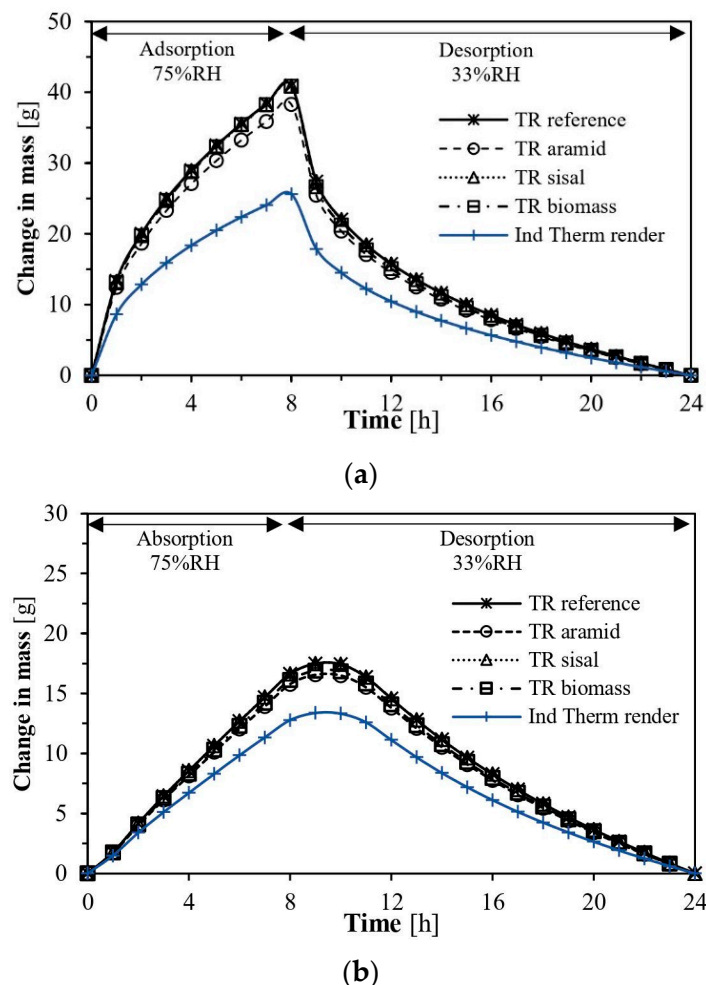 50
40
30
20
10
0
Change in mass [g]
Adsorption
75%RH
Desorption
33%RH
TR reference
TR aramid
TR sisal
TR biomass
Ind Therm render
0 4 8 12 16 20 24
Time [h]
(a)
30
25
20
15
10
5
0
Change in mass [g]
Absorption
75%RH
Desorption
33%RH
TR reference
TR aramid
TR sisal
TR biomass
Ind Therm render
0 4 8 12 16 20 24
Time [h]
(b)